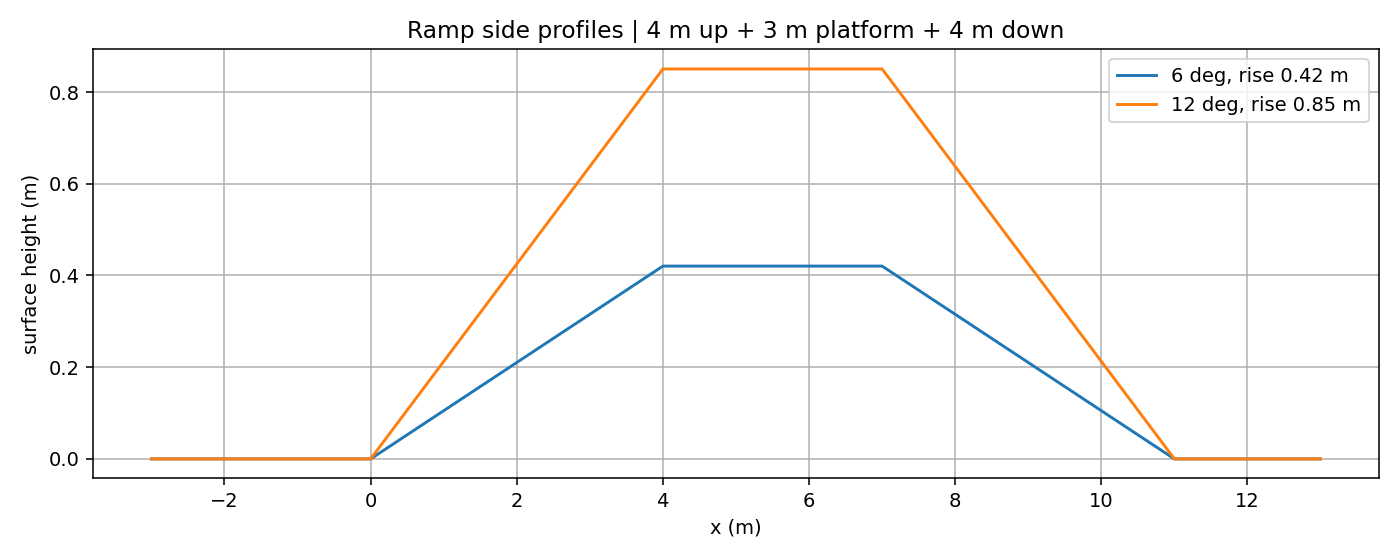 Ramp side profiles | 4 m up + 3 m platform + 4 m down
6 deg, rise 0.42 m
12 deg, rise 0.85 m
surface height (m)
0.8
0.6
0.4
0.2
0.0
−2 0 2 4 6 8 10 12
x (m)